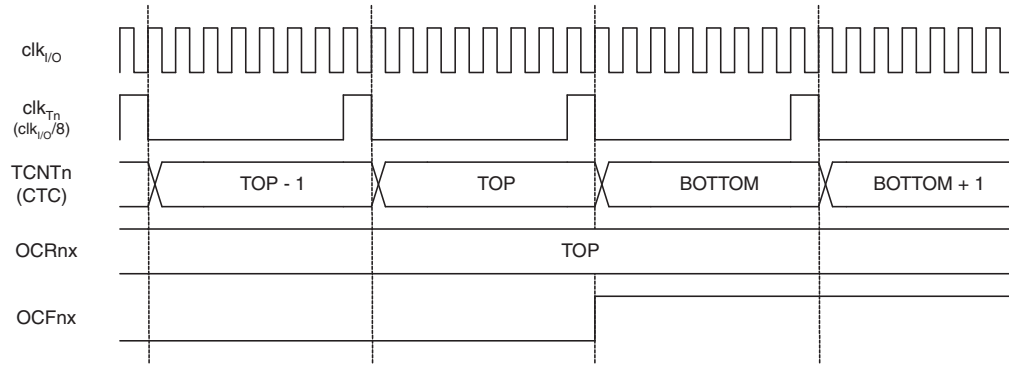 clkI/O
clkTn
(clkI/O/8)
TCNTn
(CTC)
TOP - 1
TOP
BOTTOM
BOTTOM + 1
OCRnx
TOP
OCFnx